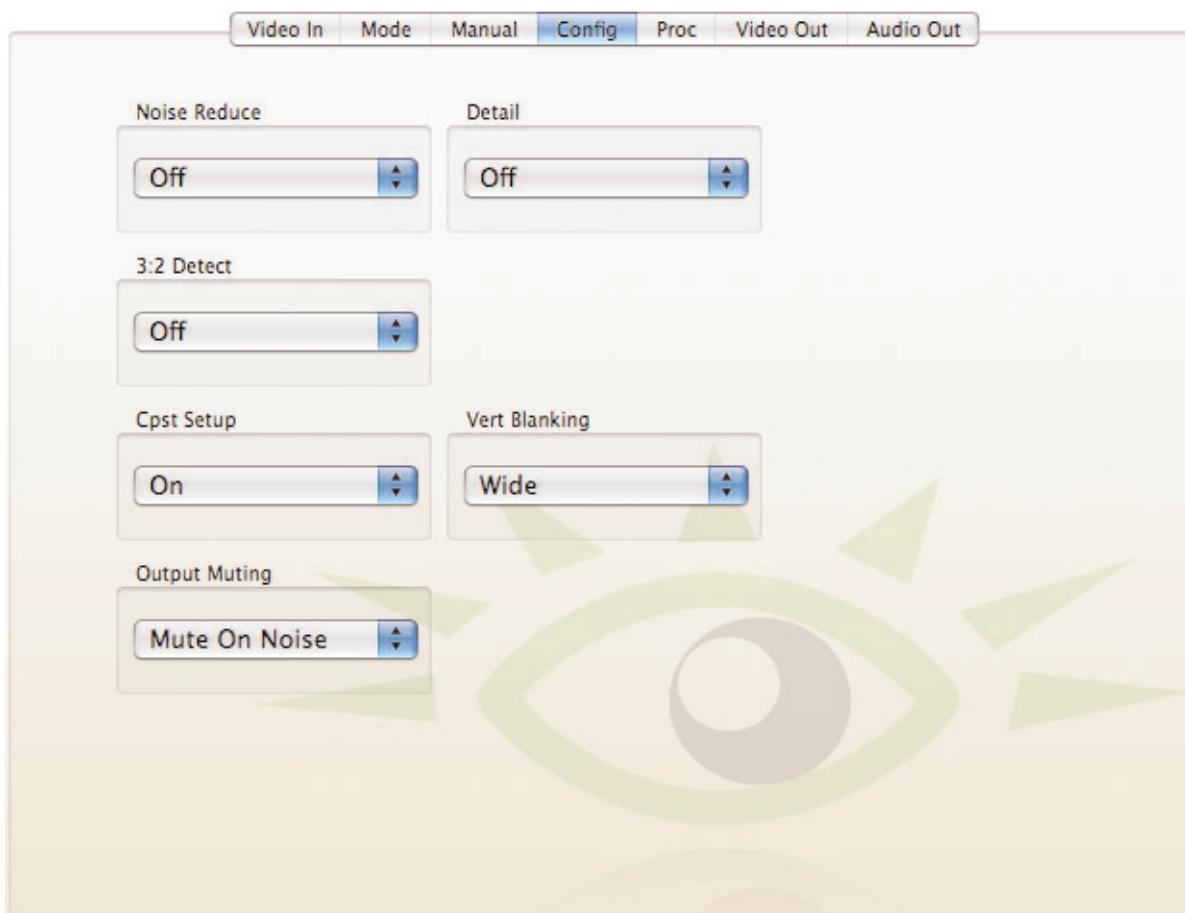 Video In Mode Manual Config Proc Video Out Audio Out
Noise Reduce Detail
Off Off
3:2 Detect
Off
Cpst Setup Vert Blanking
On Wide
Output Muting
Mute On Noise